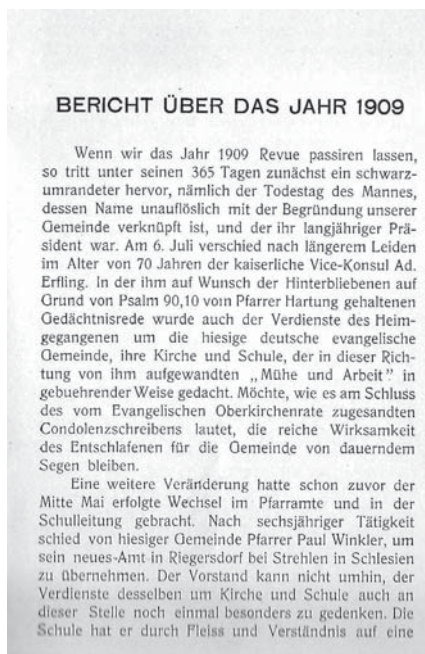 BERICHT ÜBER DAS JAHR 1909
Wenn wir das Jahr 1909 Revue passiren lassen,
so tritt unter seinen 365 Tagen zunächst ein schwarz-
umrandeter hervor, nämlich der Todestag des Mannes,
dessen Name unauflöslich mit der Begründung unserer
Gemeinde verknüpft ist, und der ihr langjähriger Prä-
sident war. Am 6. Juli verschied nach längerem Leiden
im Alter von 70 Jahren der kaiserliche Vice-Konsul Ad.
Erfling. In der ihm auf Wunsch der Hinterbliebenen auf
Grund von Psalm 90,10 vom Pfarrer Hartung gehaltenen
Gedächtnisrede wurde auch der Verdienste des Heim-
gegangenen um die hiesige deutsche evangelische
Gemeinde, ihre Kirche und Schule, der in dieser Rich-
tung von ihm aufgewandten „Mühe und Arbeit" in
gebuehrender Weise gedacht. Möchte, wie es am Schluss
des vom Evangelischen Oberkirchenrate zugesandten
Condolenzschreibens lautet, die reiche Wirksamkeit
des Entschlafenen für die Gemeinde von dauerndem
Segen bleiben.
Eine weitere Veränderung hatte schon zuvor der
Mitte Mai erfolgte Wechsel im Pfarramte und in der
Schulleitung gebracht. Nach sechsjähriger Tätigkeit
schied von hiesiger Gemeinde Pfarrer Paul Winkler, um
sein neues-Amt in Riegersdorf bei Strehlen in Schlesien
zu übernehmen. Der Vorstand kann nicht umhin, der
Verdienste desselben um Kirche und Schule auch an
dieser Stelle noch einmal besonders zu gedenken. Die
Schule hat er durch Fleiss und Verständnis auf eine